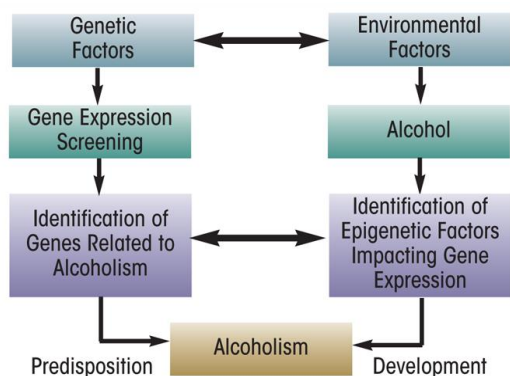 Genetic
Factors
Environmental
Factors
Gene Expression
Screening
Alcohol
Identification of
Genes Related to
Alcoholism
Identification of
Epigenetic Factors
Impacting Gene
Expression
Alcoholism
Predisposition
Development